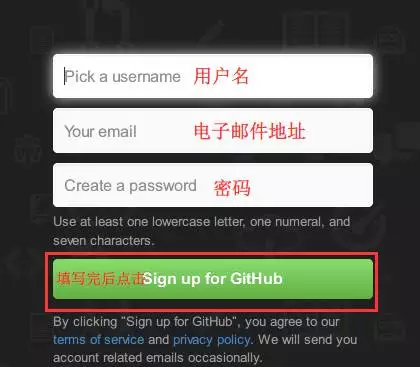 Pick a username 用户名
Your email 电子邮件地址
Create a password 密码
Use at least one lowercase letter, one numeral, and
seven characters.
填写完后点击 Sign up for GitHub
By clicking "Sign up for GitHub", you agree to our
terms of service and privacy policy. We will send you
account related emails occasionally.